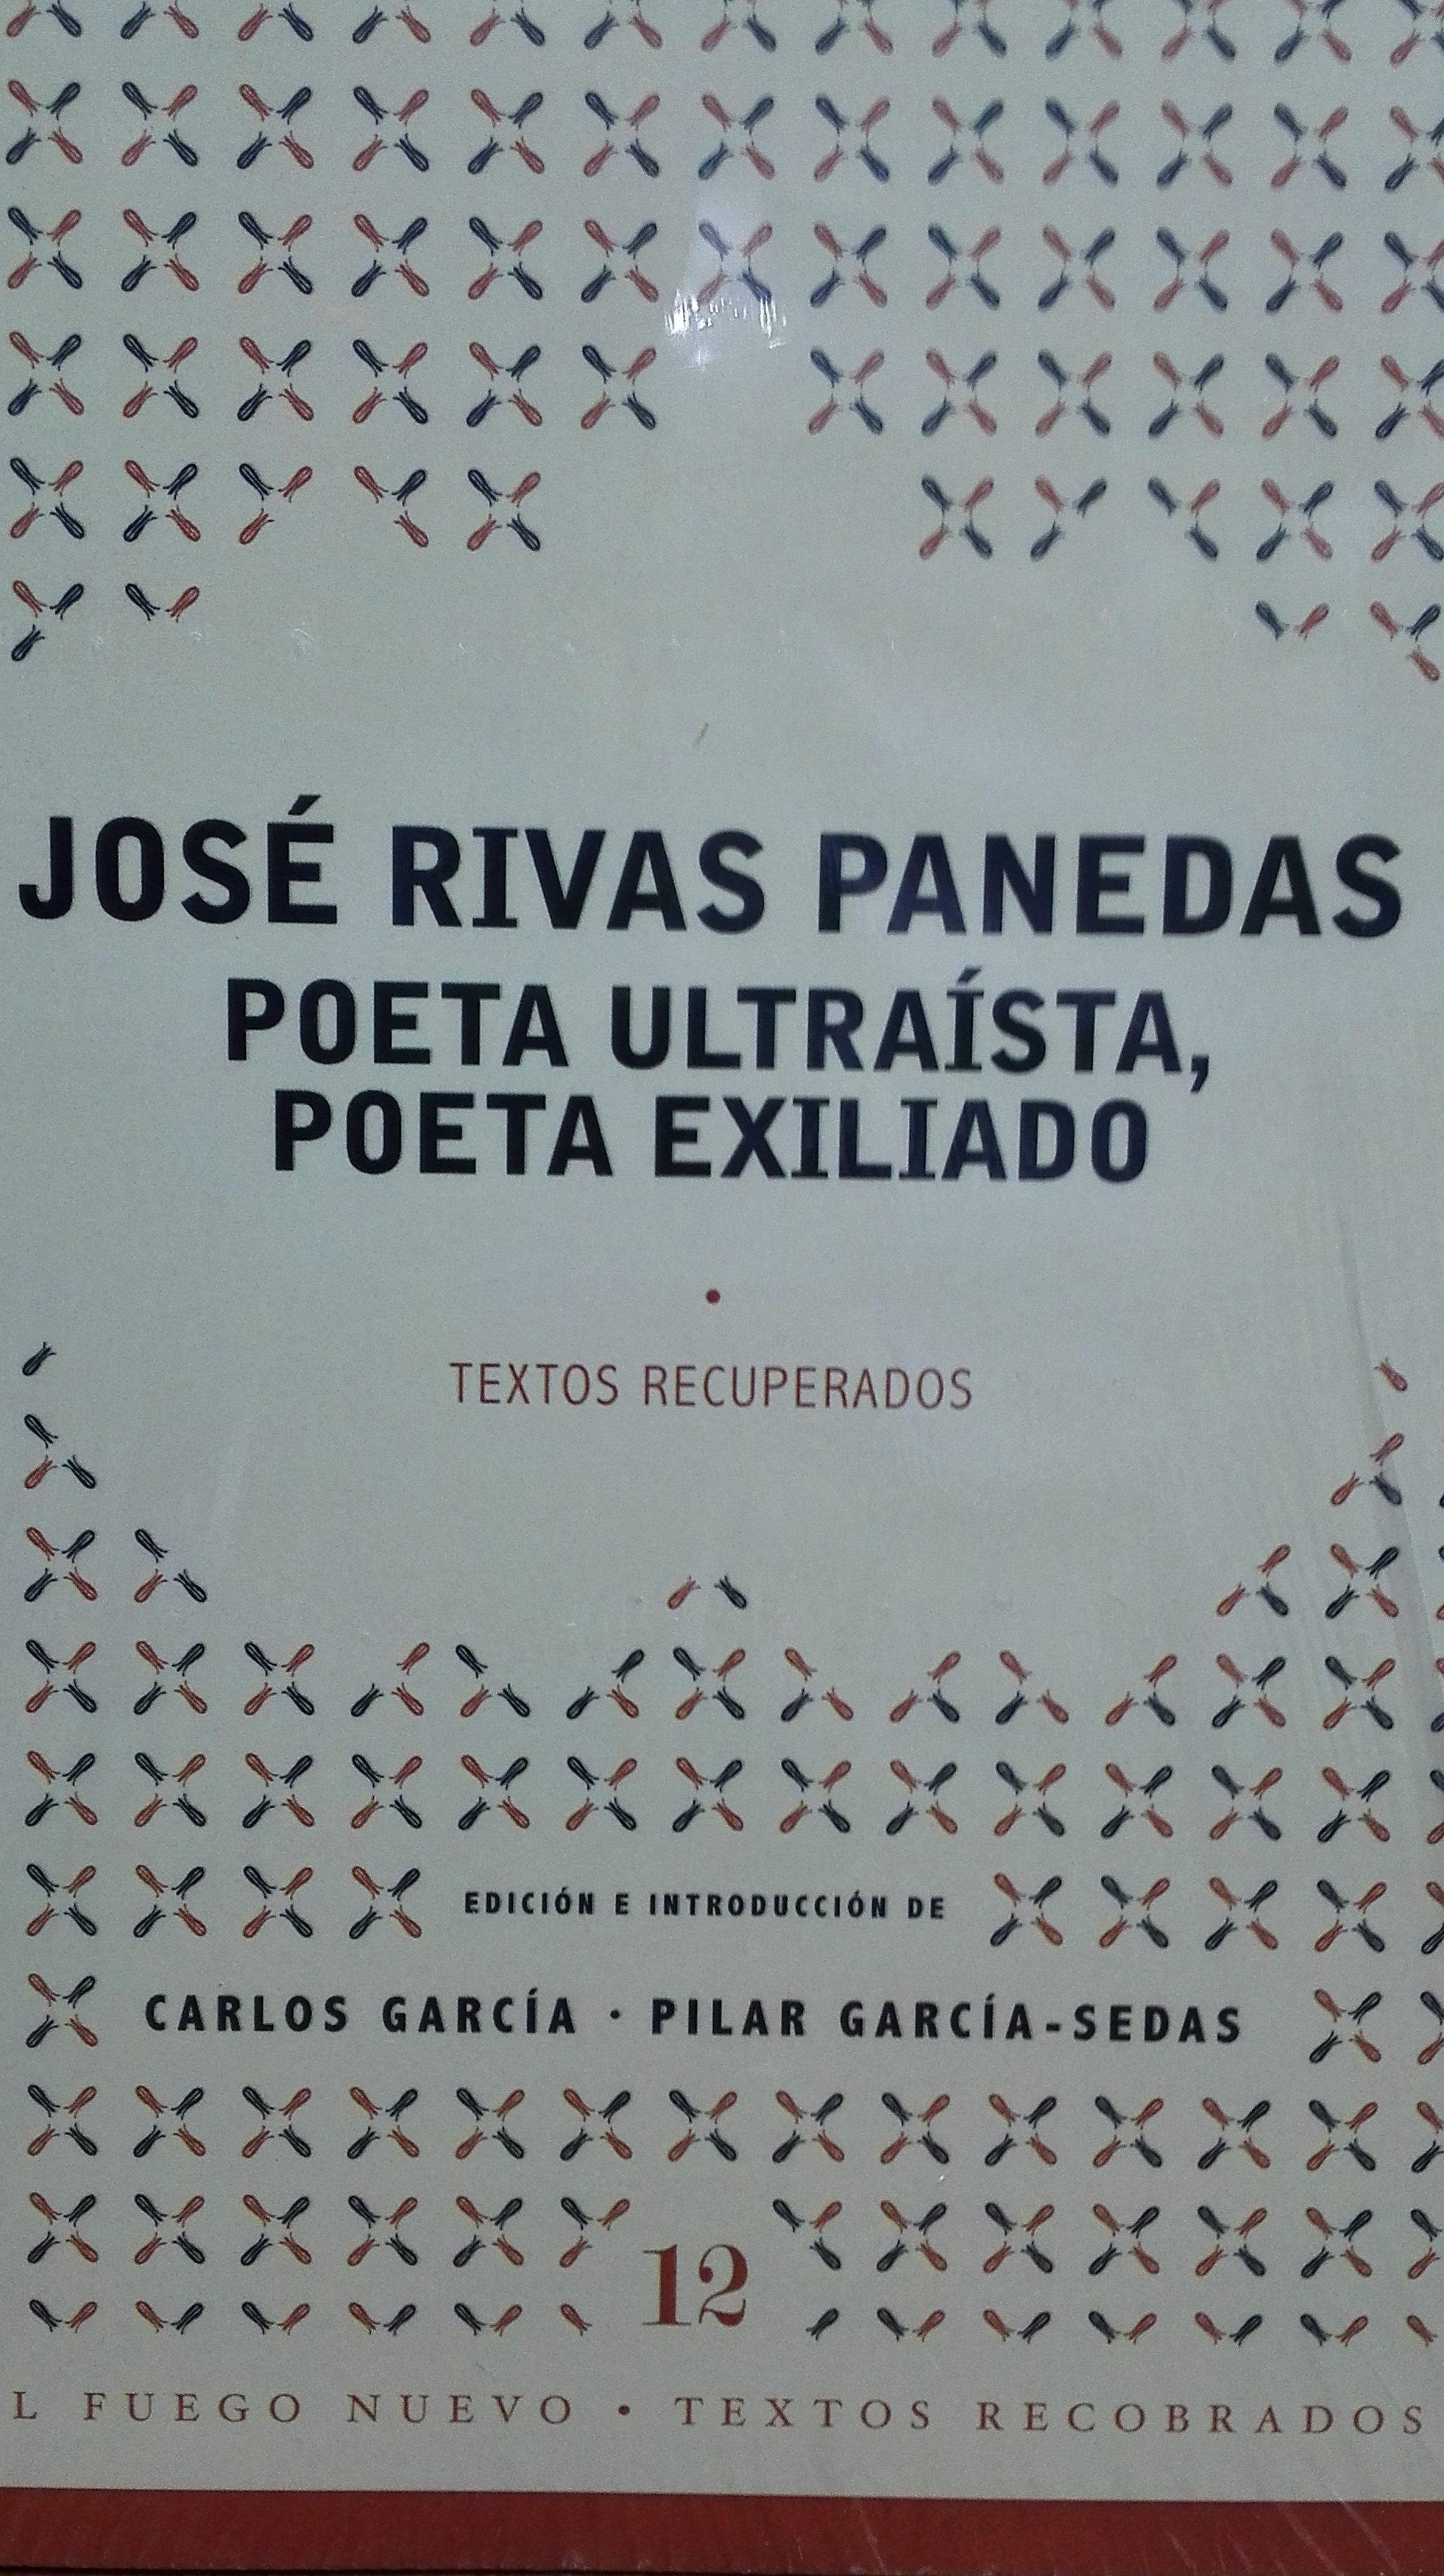 JOSÉ RIVAS PANEDAS
POETA ULTRAÍSTA,
POETA EXILIADO
•
TEXTOS RECUPERADOS
EDICIÓN E INTRODUCCIÓN DE
CARLOS GARCÍA · PILAR GARCÍA-SEDAS
12
L FUEGO NUEVO • TEXTOS RECOBRADOS